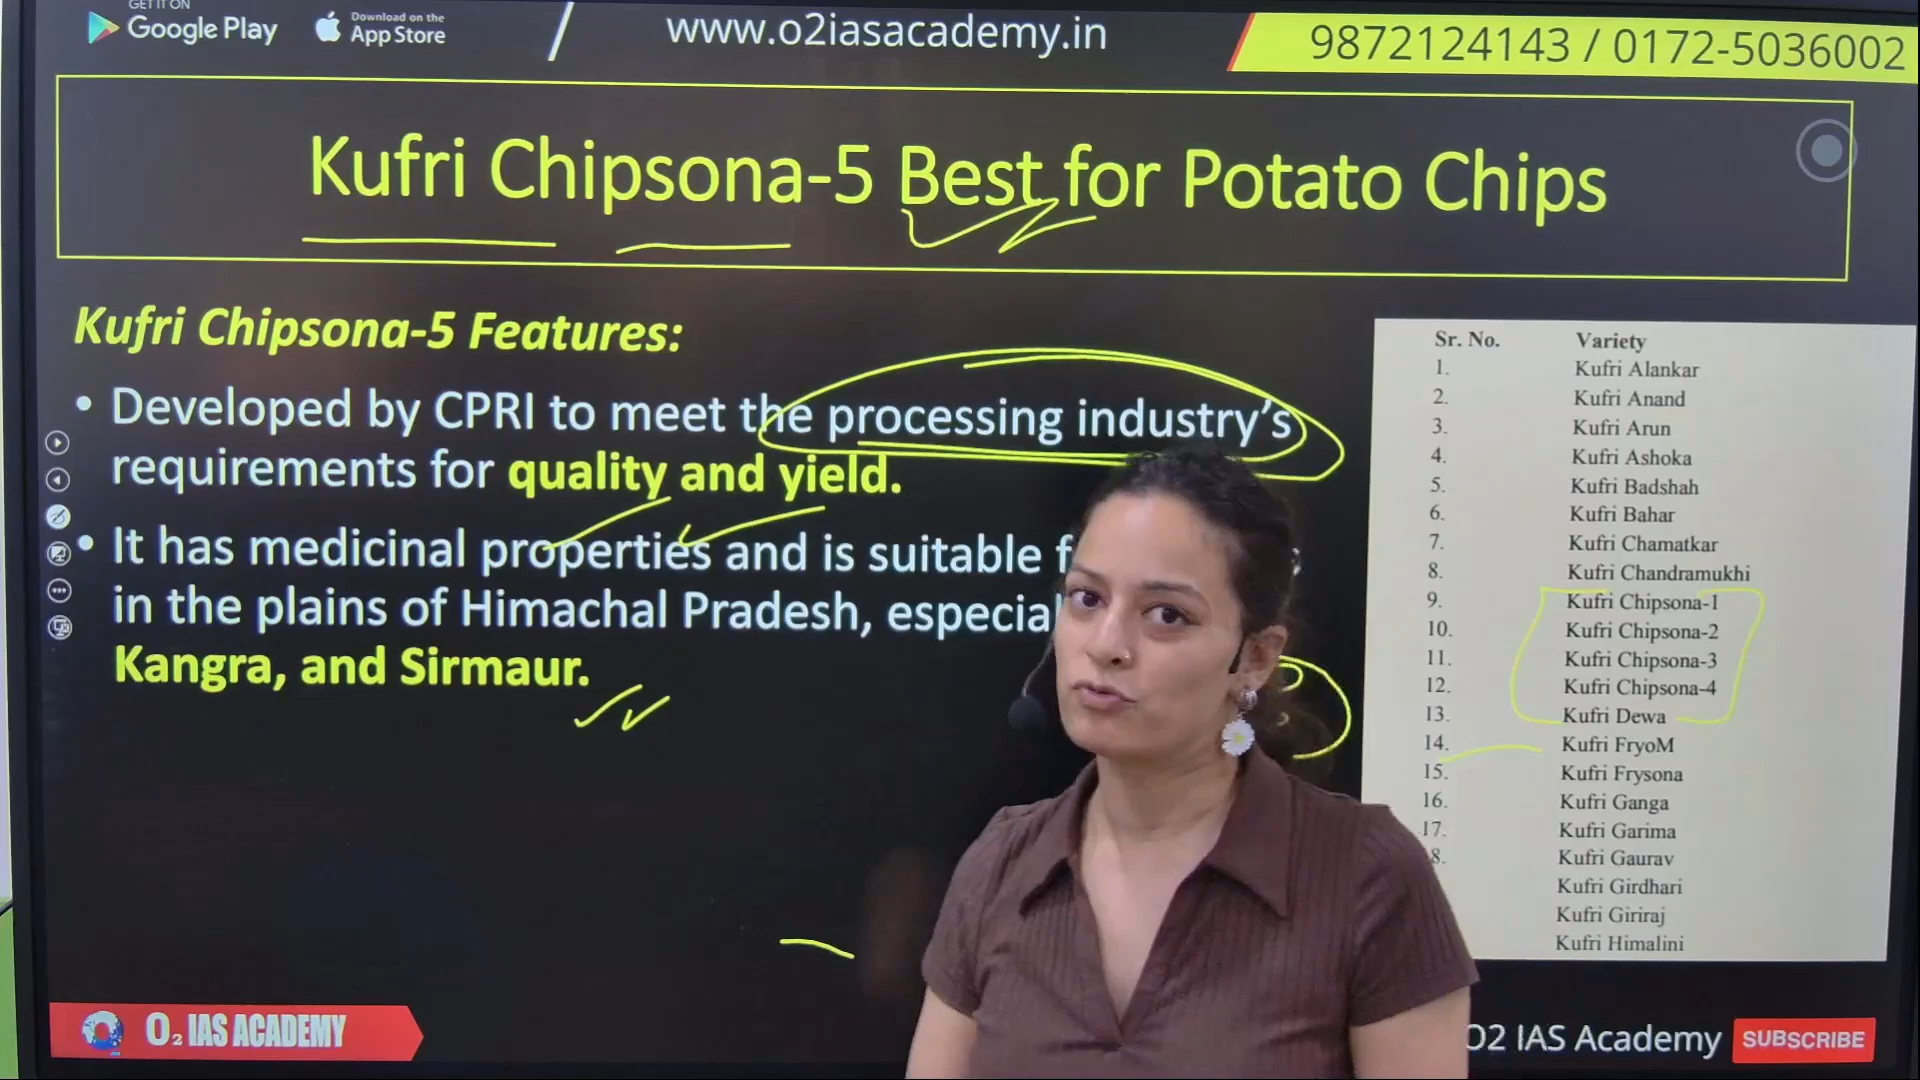 GET IT ON
Google Play
Download on the
App Store
www.o2iasacademy.in
9872124143 / 0172-5036002
Kufri Chipsona-5 Best for Potato Chips
Kufri Chipsona-5 Features:
• Developed by CPRI to meet the processing industry's
requirements for quality and yield.
• It has medicinal properties and is suitable
in the plains of Himachal Pradesh,
Kangra, and Sirmaur.
Sr. No. Variety
1. Kufri Alankar
2. Kufri Anand
3. Kufri Arun
4. Kufri Ashoka
5. Kufri Badshah
6. Kufri Bahar
7. Kufri Chamatkar
8. Kufri Chandramukhi
9. Kufri Chipsona-1
10. Kufri Chipsona-2
11. Kufri Chipsona-3
12. Kufri Chipsona-4
13. Kufri Dewa
14. Kufri FryoM
15. Kufri Frysona
16. Kufri Ganga
17. Kufri Garima
8. Kufri Gaurav
Kufri Girdhari
Kufri Giriraj
Kufri Himalini
O2 IAS ACADEMY
O2 IAS Academy
SUBSCRIBE